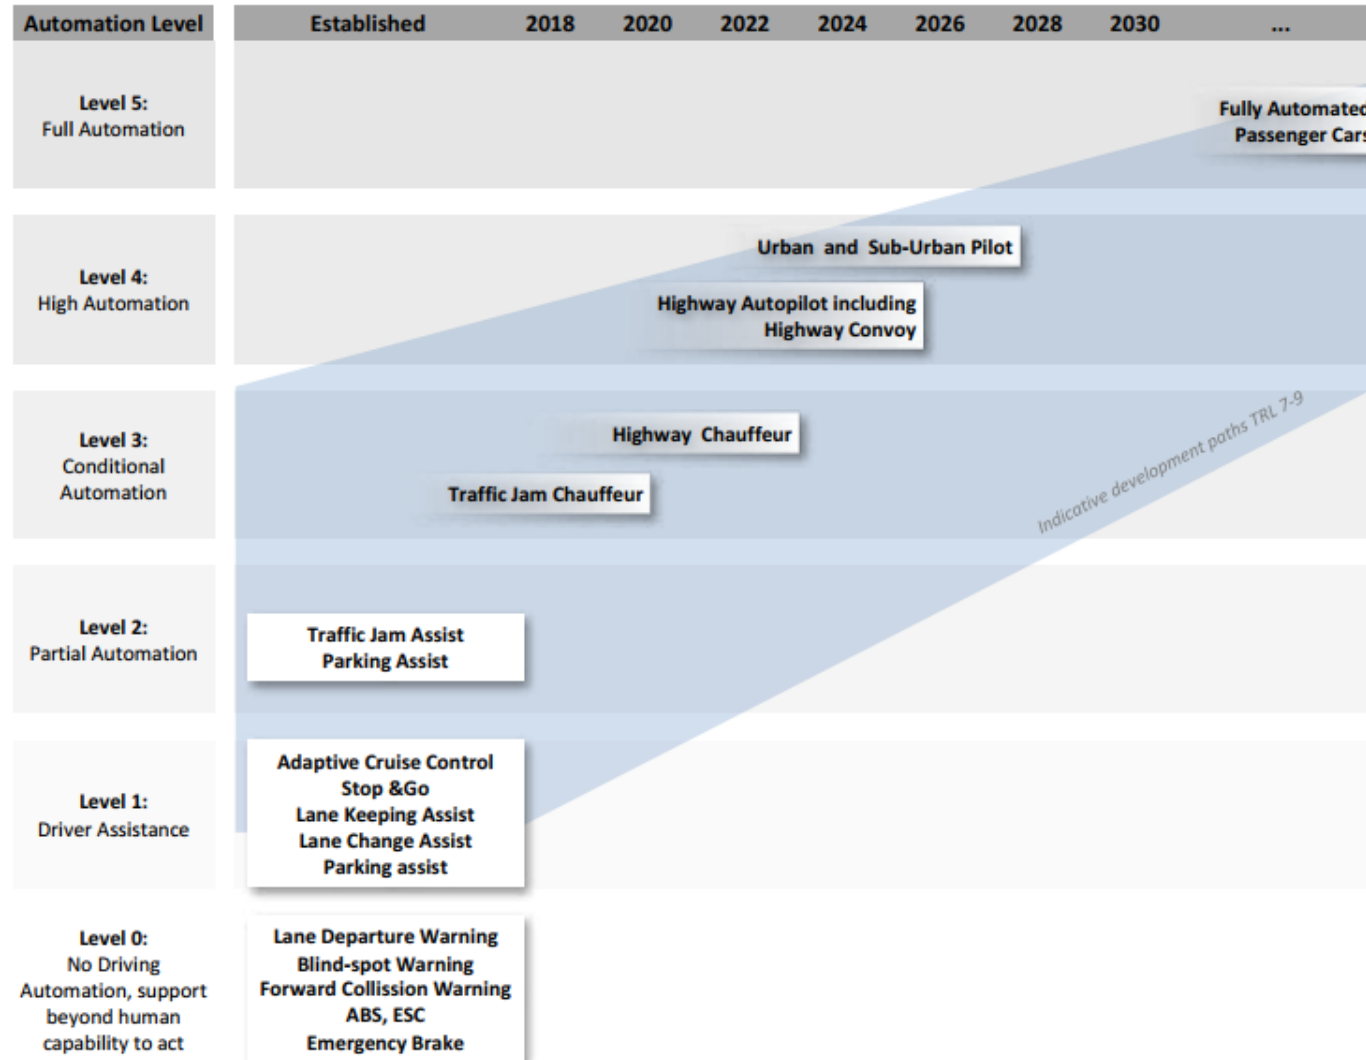 Automation Level Established 2018 2020 2022 2024 2026 2028 2030 ...
Level 5:
Full Automation
Fully Automated
Passenger Cars
Level 4:
High Automation
Urban and Sub-Urban Pilot
Highway Autopilot including
Highway Convoy
Level 3:
Conditional
Automation
Highway Chauffeur
Traffic Jam Chauffeur
Indicative development paths TRL 7-9
Level 2:
Partial Automation
Traffic Jam Assist
Parking Assist
Level 1:
Driver Assistance
Adaptive Cruise Control
Stop &Go
Lane Keeping Assist
Lane Change Assist
Parking assist
Level 0:
No Driving
Automation, support
beyond human
capability to act
Lane Departure Warning
Blind-spot Warning
Forward Collission Warning
ABS, ESC
Emergency Brake